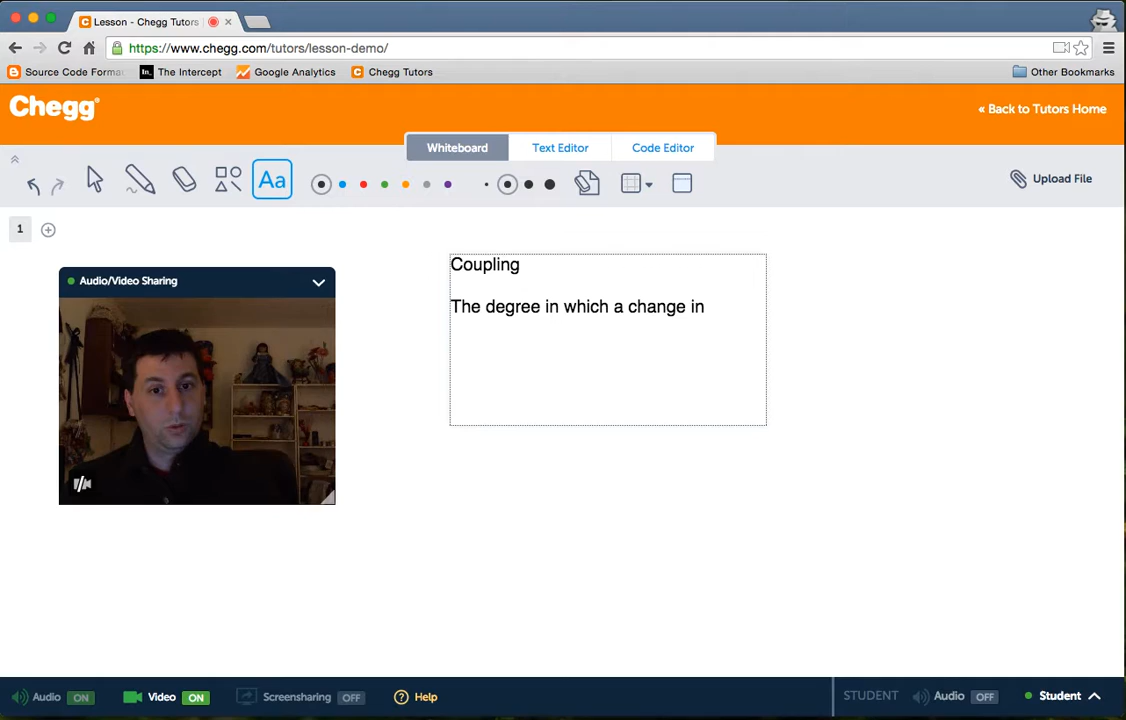 Lesson - Chegg Tutors
https://www.chegg.com/tutors/lesson-demo/
Source Code Forma
The Intercept
Google Analytics
Chegg Tutors
Other Bookmarks
Chegg®
« Back to Tutors Home
Whiteboard
Text Editor
Code Editor
Aa
Upload File
1
Audio/Video Sharing
Coupling
The degree in which a change in
Audio ON
Video ON
Screensharing OFF
? Help
STUDENT
Audio OFF
Student